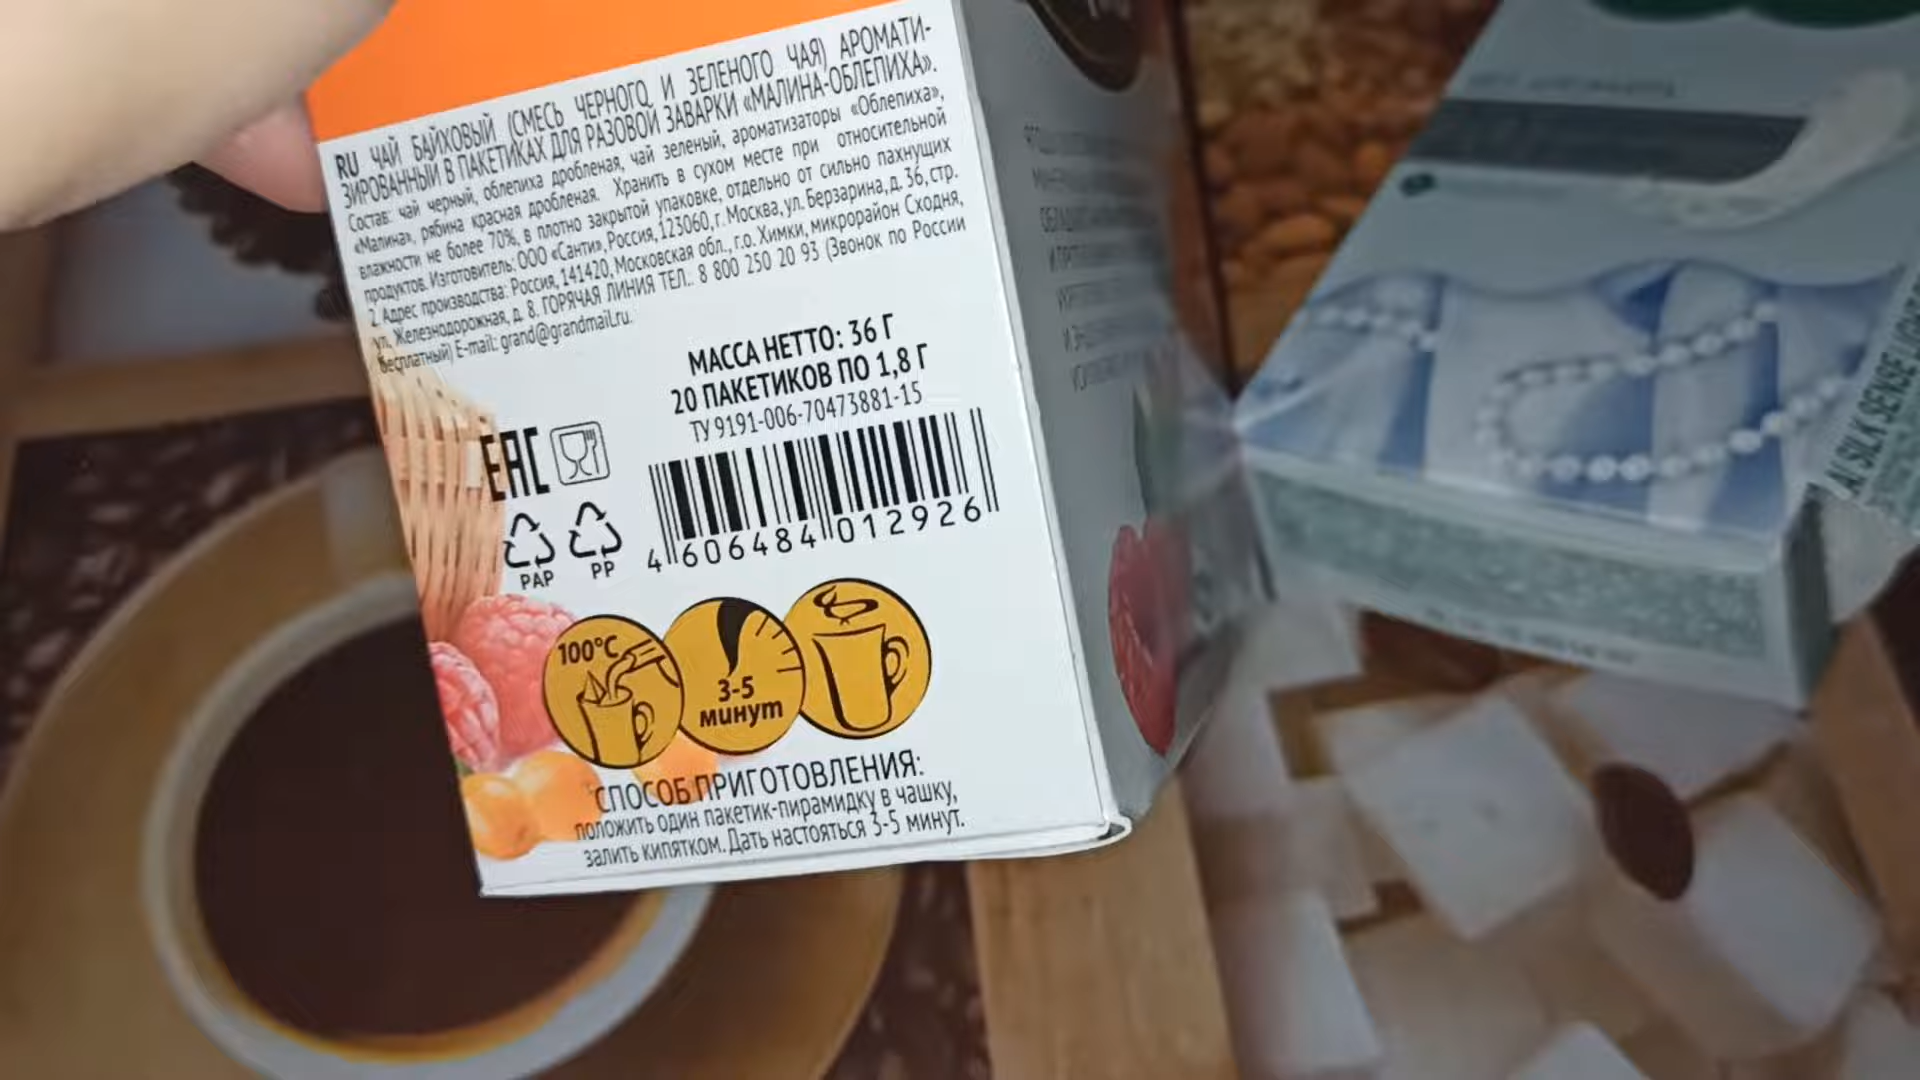 RU ЧАЙ БАЙХОВЫЙ (СМЕСЬ ЧЕРНОГО И ЗЕЛЕНОГО ЧАЯ) АРОМАТИ-
ЗИРОВАННЫЙ В ПАКЕТИКАХ ДЛЯ РАЗОВОЙ ЗАВАРКИ «МАЛИНА-ОБЛЕПИХА».
Состав: чай черный, облепиха дробленая, чай зеленый, ароматизаторы «Облепиха»,
«Малина», рябина красная дробленая. Хранить в сухом месте при относительной
влажности не более 70%, в плотно закрытой упаковке, отдельно от сильно пахнущих
продуктов. Изготовитель: ООО «Санти», Россия, 123060, г. Москва, ул. Берзарина, д. 36, стр.
2. Адрес производства: Россия, 141420, Московская обл., г.о. Химки, микрорайон Сходня,
ул. Железнодорожная, д. 8. ГОРЯЧАЯ ЛИНИЯ ТЕЛ.: 8 800 250 20 93 (Звонок по России
бесплатный) E-mail: grand@grandmail.ru.
МАССА НЕТТО: 36 Г
20 ПАКЕТИКОВ ПО 1,8 Г
ТУ 9191-006-70473881-15
EAC
PAP PP
4 606484 012926
100°C
3-5
минут
СПОСОБ ПРИГОТОВЛЕНИЯ:
положить один пакетик-пирамидку в чашку,
залить кипятком. Дать настояться 3-5 минут.
SILK SENSE